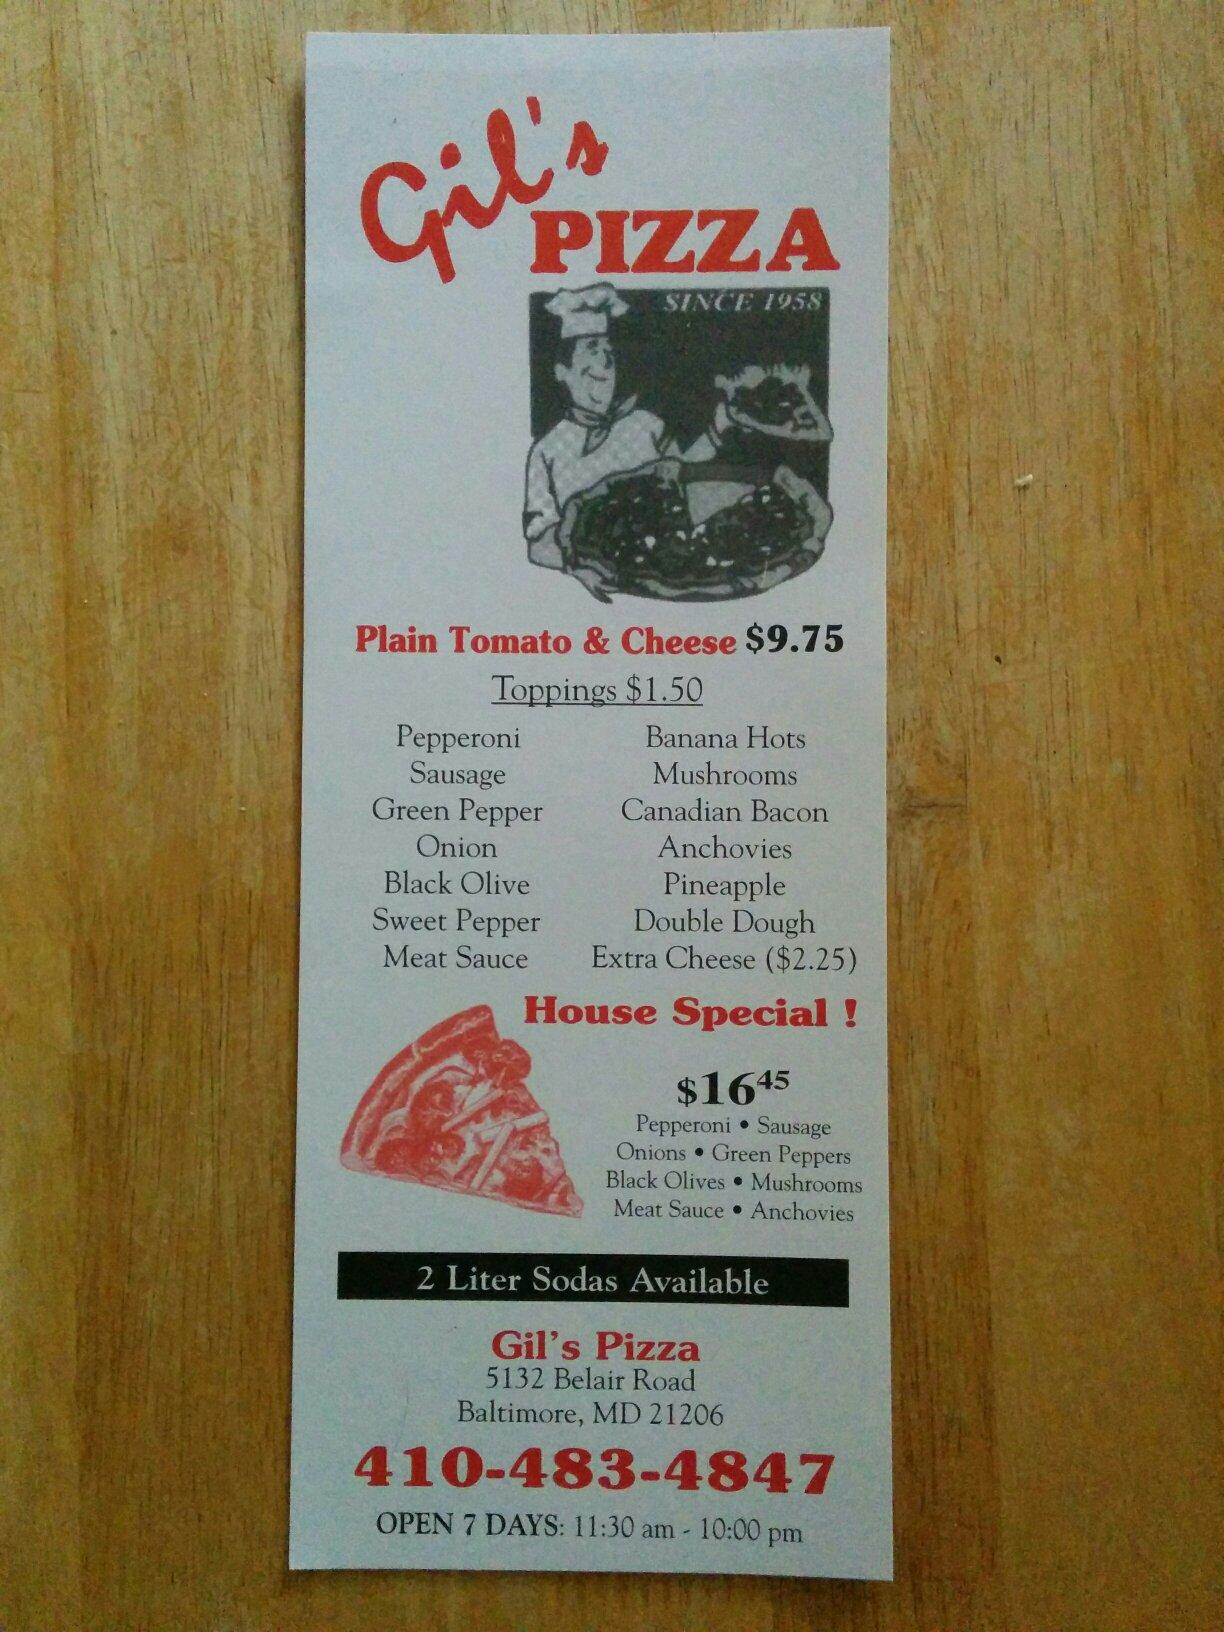 Gil's
PIZZA
SINCE 1958
Plain Tomato & Cheese $9.75
Toppings $1.50
Pepperoni
Sausage
Green Pepper
Onion
Black Olive
Sweet Pepper
Meat Sauce
Banana Hots
Mushrooms
Canadian Bacon
Anchovies
Pineapple
Double Dough
Extra Cheese ($2.25)
House Special !
$16 45
Pepperoni • Sausage
Onions • Green Peppers
Black Olives • Mushrooms
Meat Sauce • Anchovies
2 Liter Sodas Available
Gil's Pizza
5132 Belair Road
Baltimore, MD 21206
410-483-4847
OPEN 7 DAYS: 11:30 am - 10:00 pm